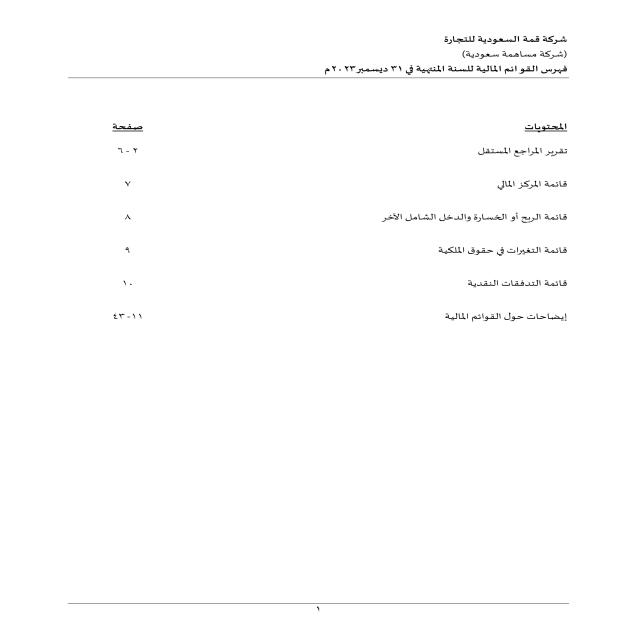 شركة قمة السعودية للتجارة
(شركة مساهمة سعودية)
فهرس القوائم المالية للسنة المنتهية في ٣١ ديسمبر ٢٠٢٣م
المحتويات صفحة
تقرير المراجع المستقل ٢ - ٦
قائمة المركز المالي ٧
قائمة الربح أو الخسارة والدخل الشامل الآخر ٨
قائمة التغيرات في حقوق الملكية ٩
قائمة التدفقات النقدية ١٠
إيضاحات حول القوائم المالية ١١-٤٣
١